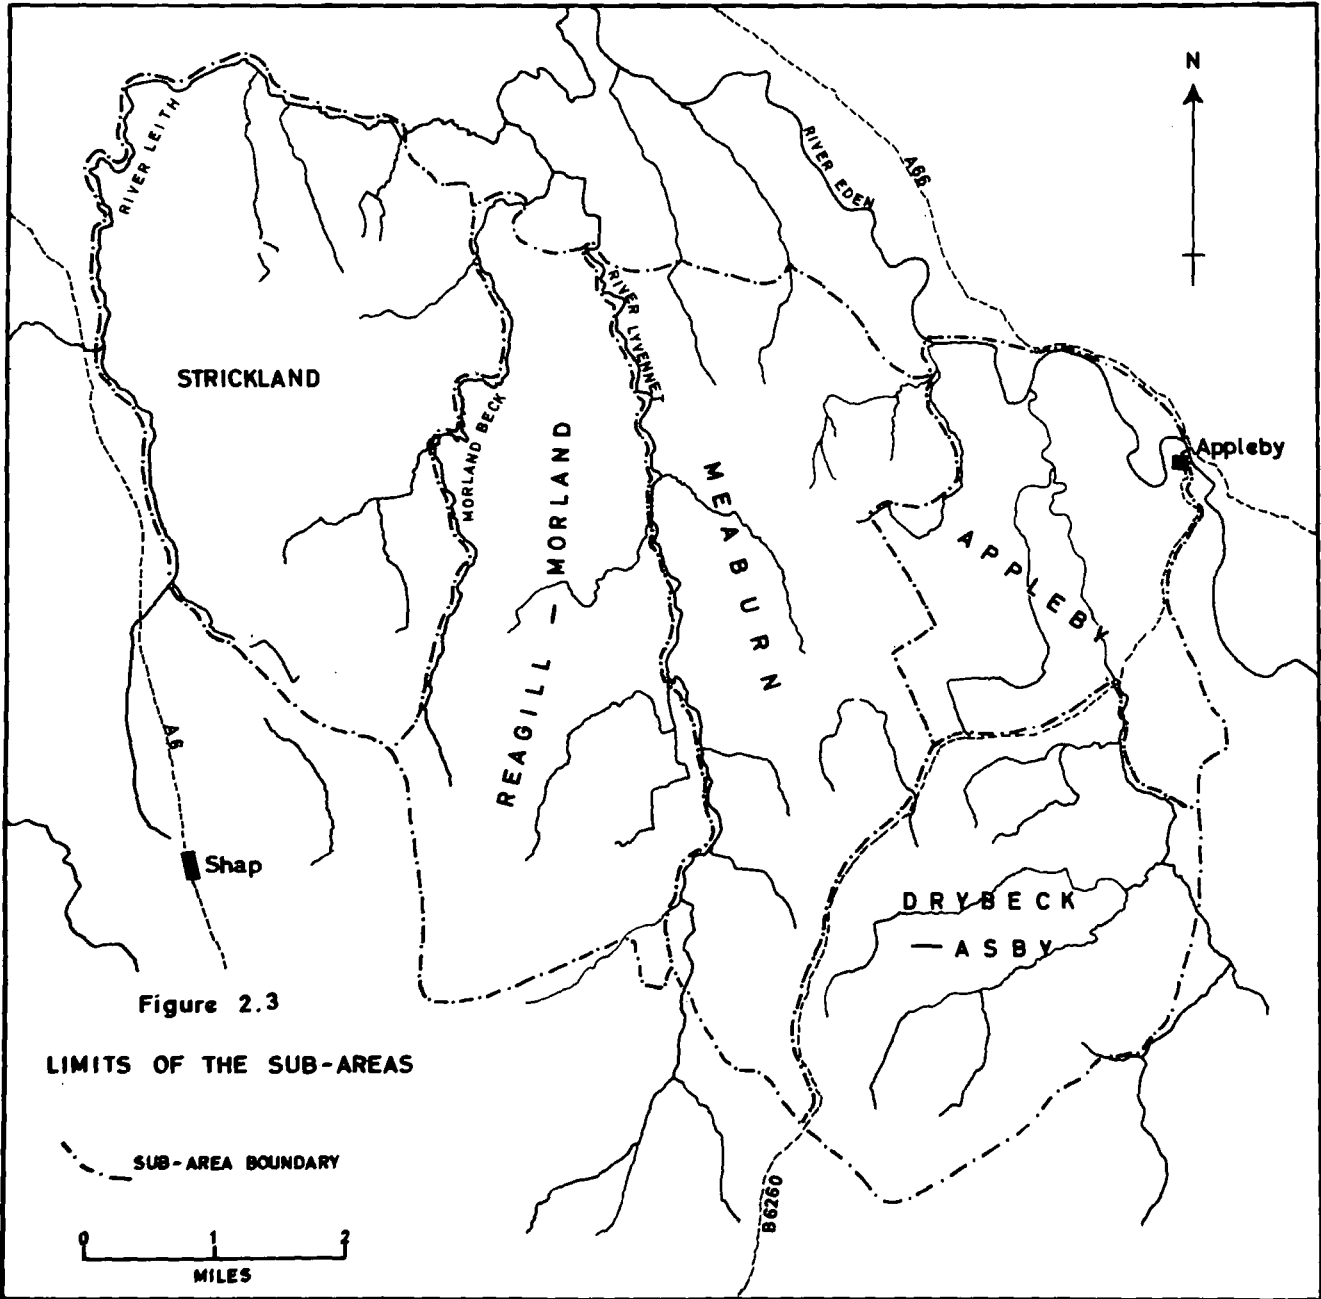 N
RIVER LEITH
A66
RIVER EDEN
RIVER LYVENNET
STRICKLAND
MORLAND BECK
Appleby
REAGILL — MORLAND
MEABURN
APPLEBY
A6
Shap
DRYBECK
— ASBY
Figure 2.3
LIMITS OF THE SUB-AREAS
SUB-AREA BOUNDARY
B6260
0 1 2
MILES